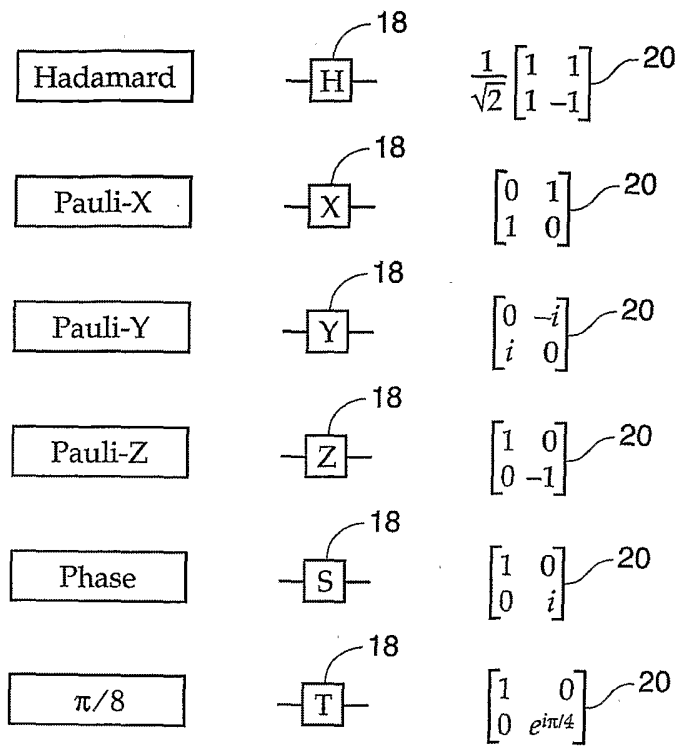 18
Hadamard H 1/√2 [1 1 20
1 -1]
18
Pauli-X X [0 1 20
1 0]
18
Pauli-Y Y [0 -i 20
i 0]
18
Pauli-Z Z [1 0 20
0 -1]
18
Phase S [1 0 20
0 i]
18
π/8 T [1 0 20
0 e^{iπ/4}]